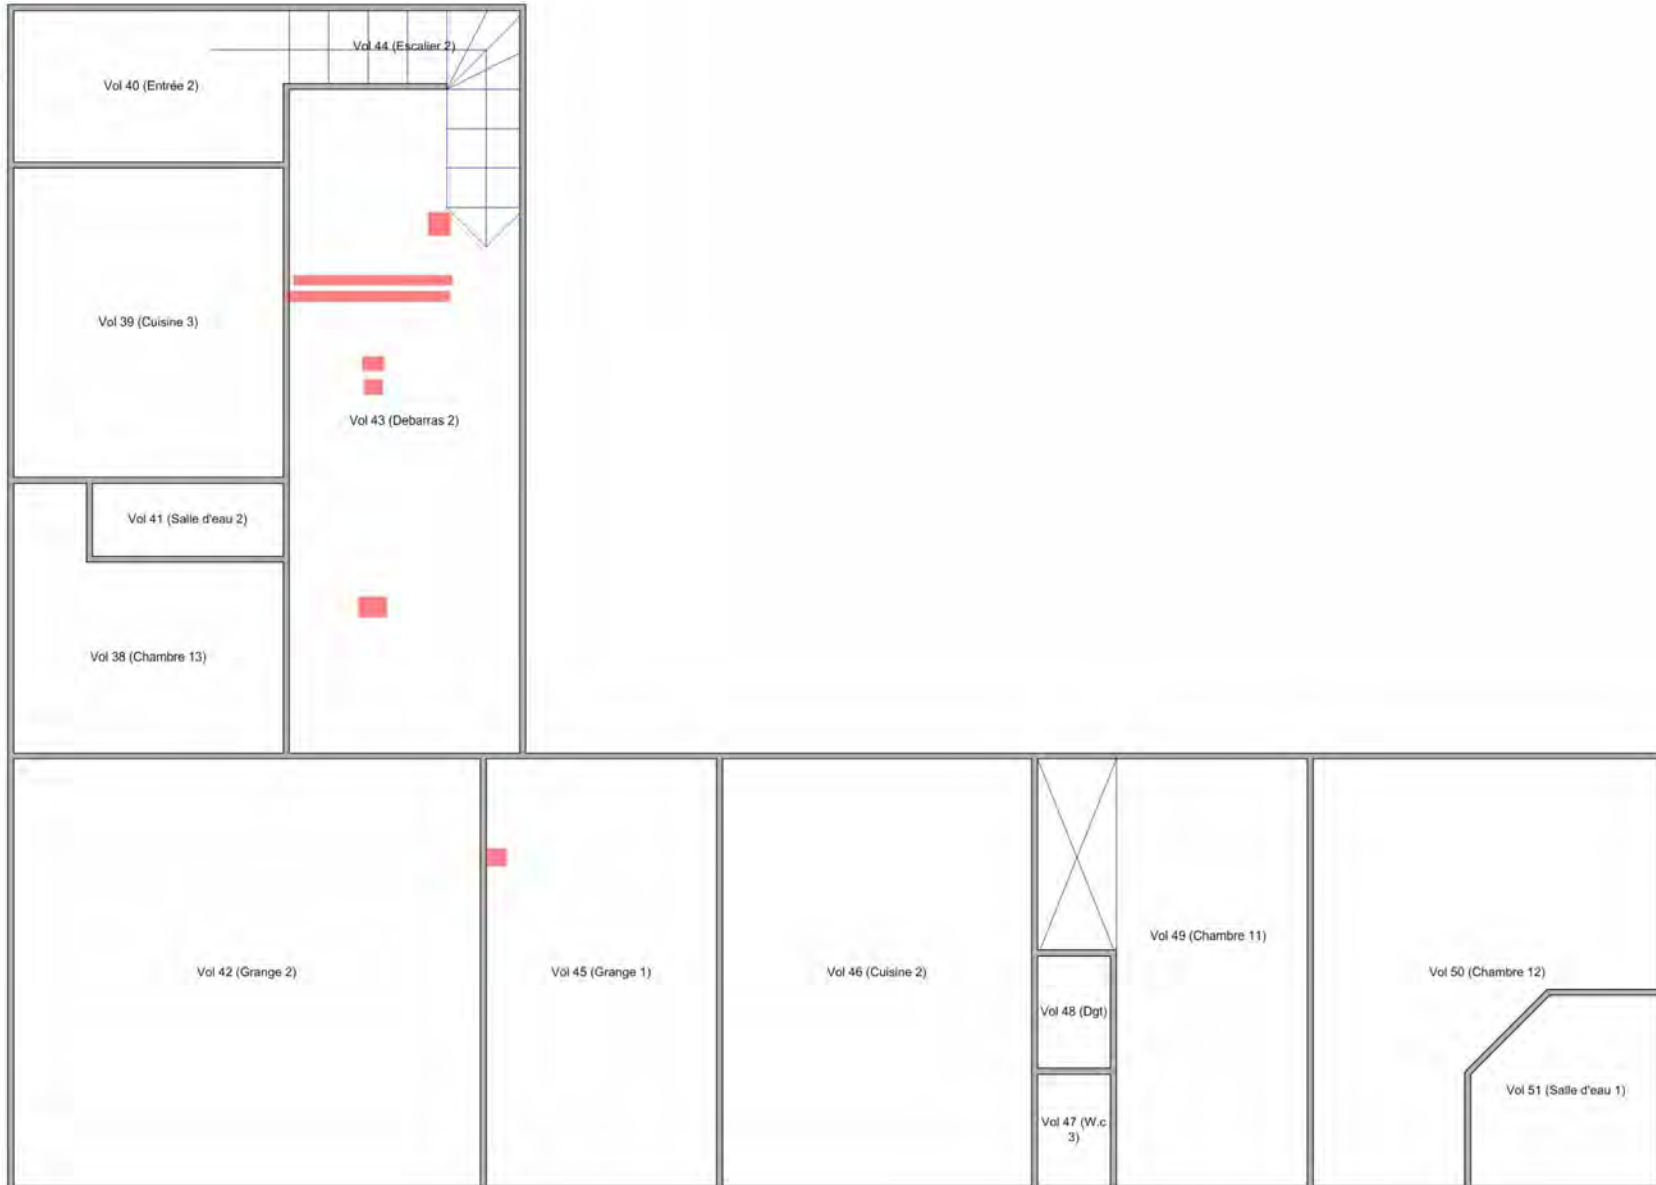 Vol 44 (Escalier 2)
Vol 40 (Entrée 2)
Vol 39 (Cuisine 3)
Vol 43 (Debarras 2)
Vol 41 (Salle d'eau 2)
Vol 38 (Chambre 13)
Vol 49 (Chambre 11)
Vol 42 (Grange 2)
Vol 45 (Grange 1)
Vol 46 (Cuisine 2)
Vol 50 (Chambre 12)
Vol 48 (Dgt)
Vol 51 (Salle d'eau 1)
Vol 47 (W.c
3)